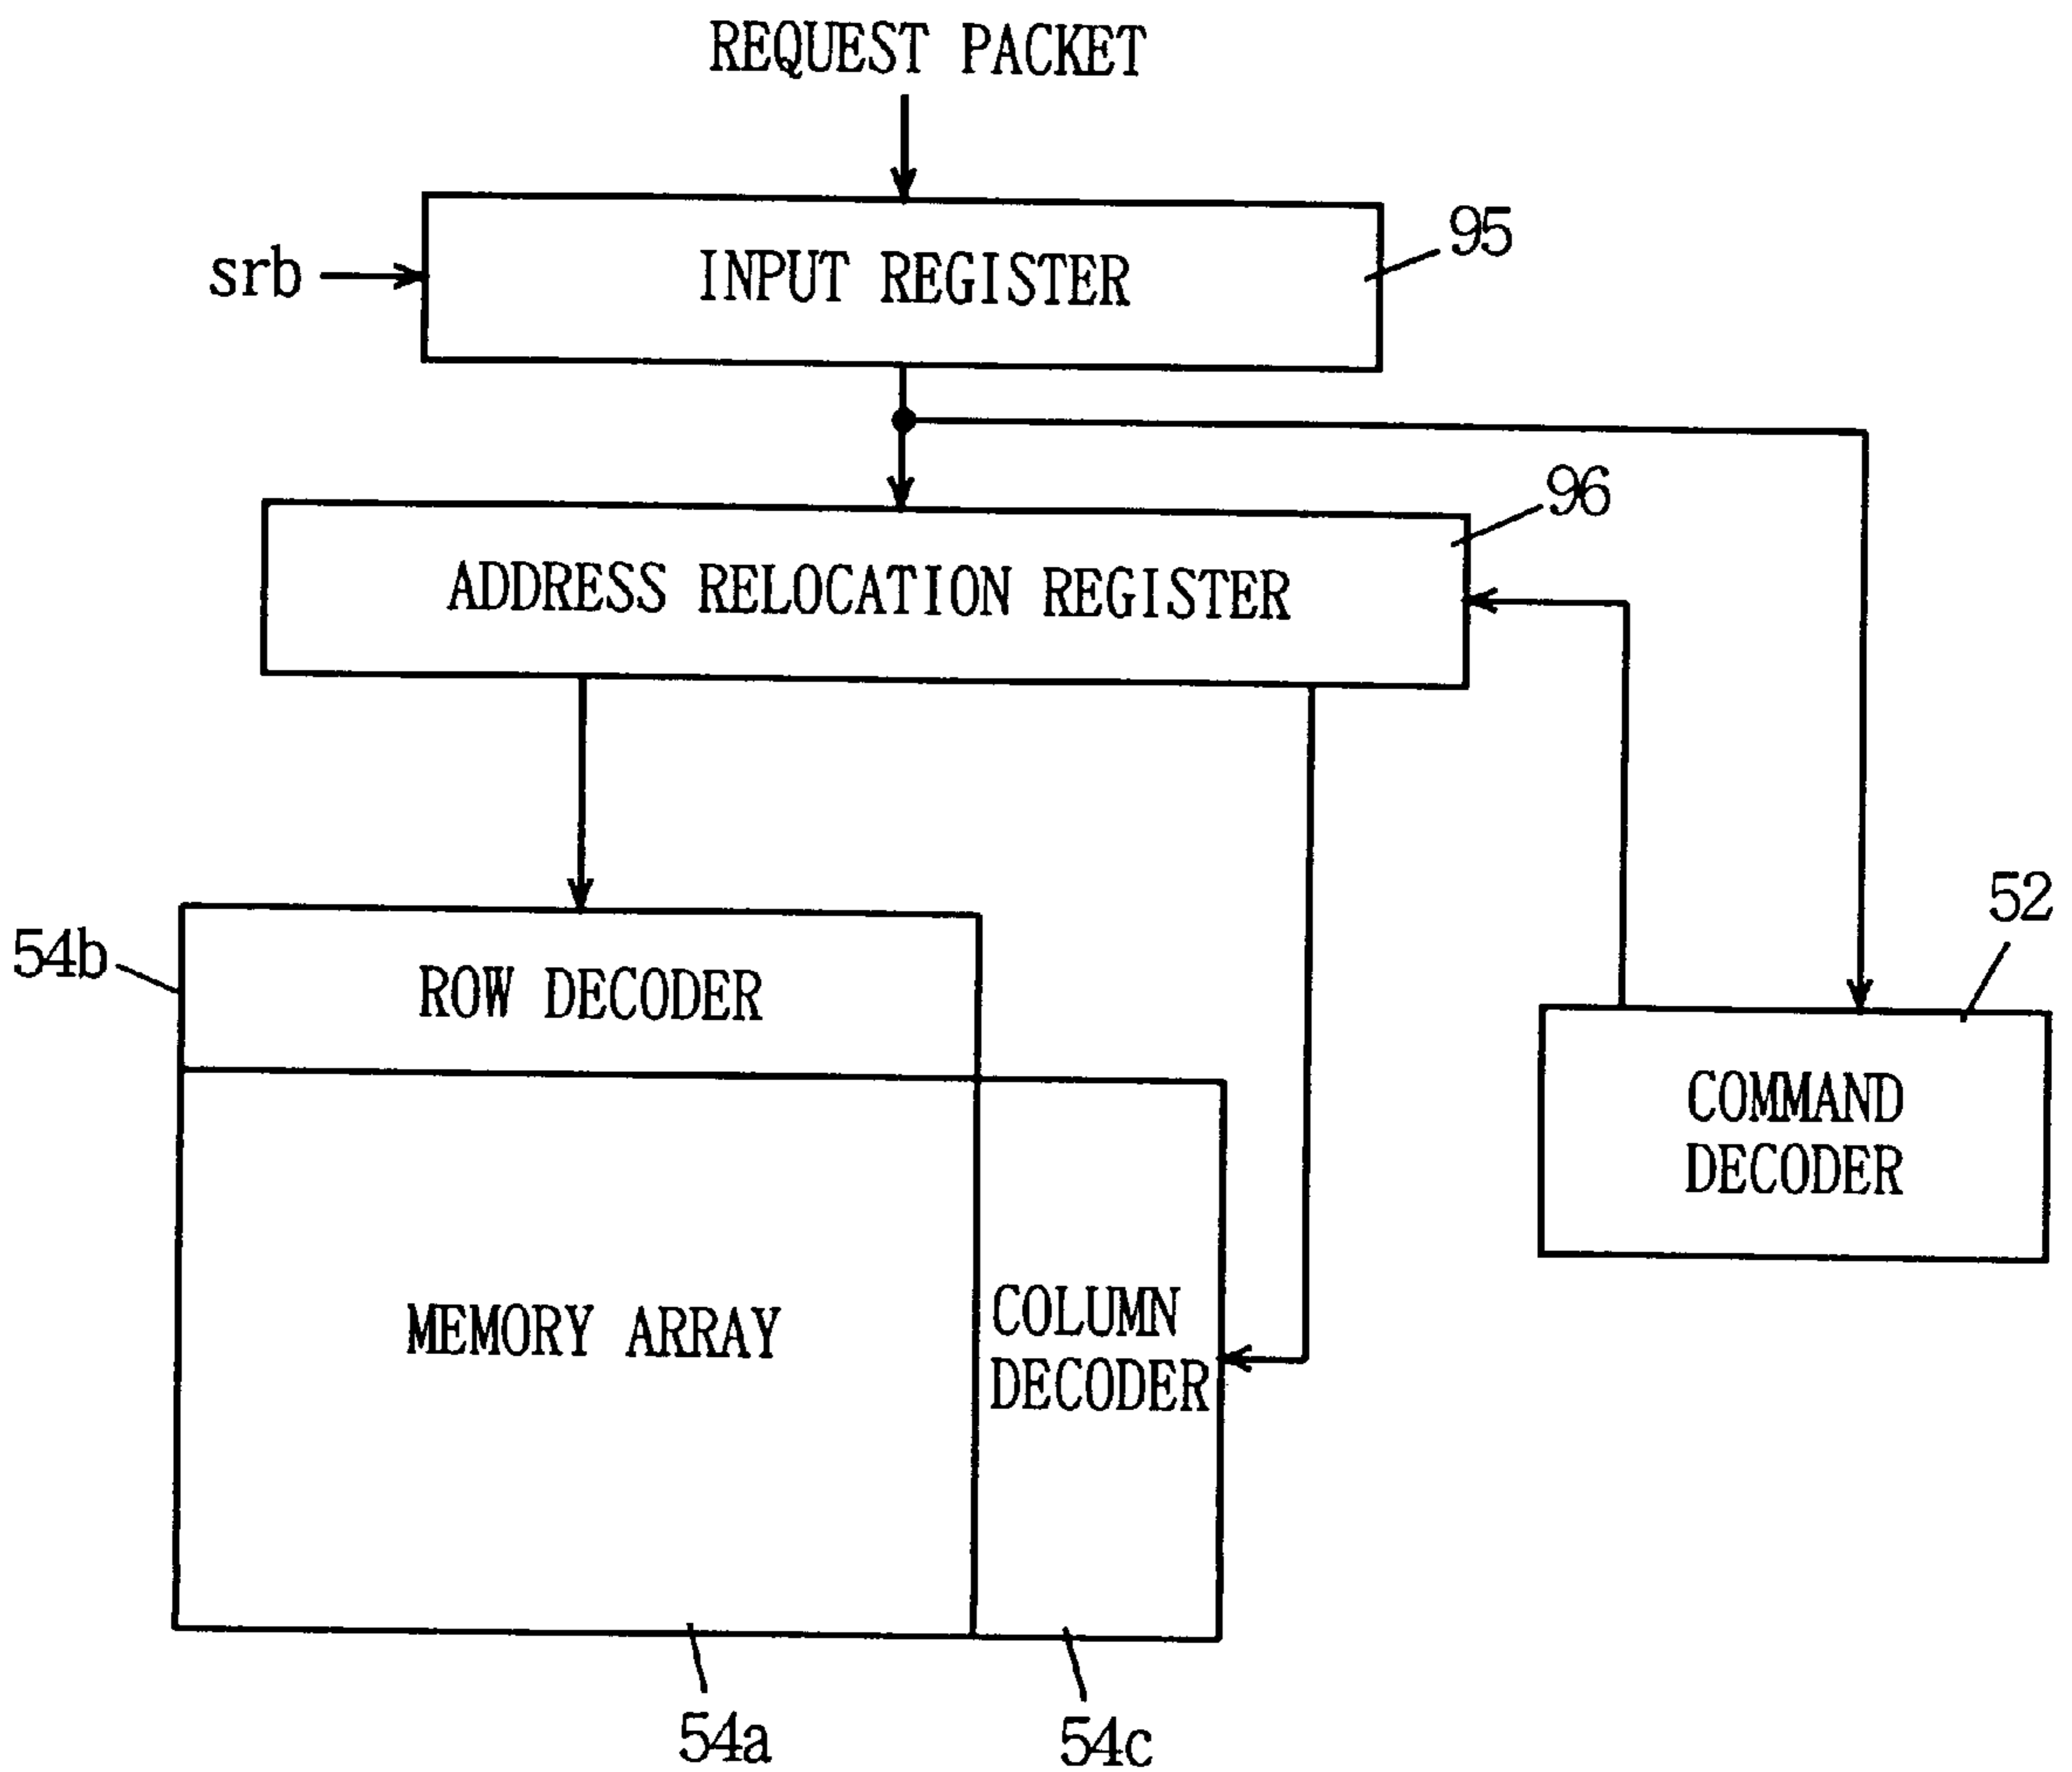 REQUEST PACKET
95
srb
INPUT REGISTER
96
ADDRESS RELOCATION REGISTER
52
54b
ROW DECODER
COMMAND
DECODER
MEMORY ARRAY
COLUMN
DECODER
54a
54c